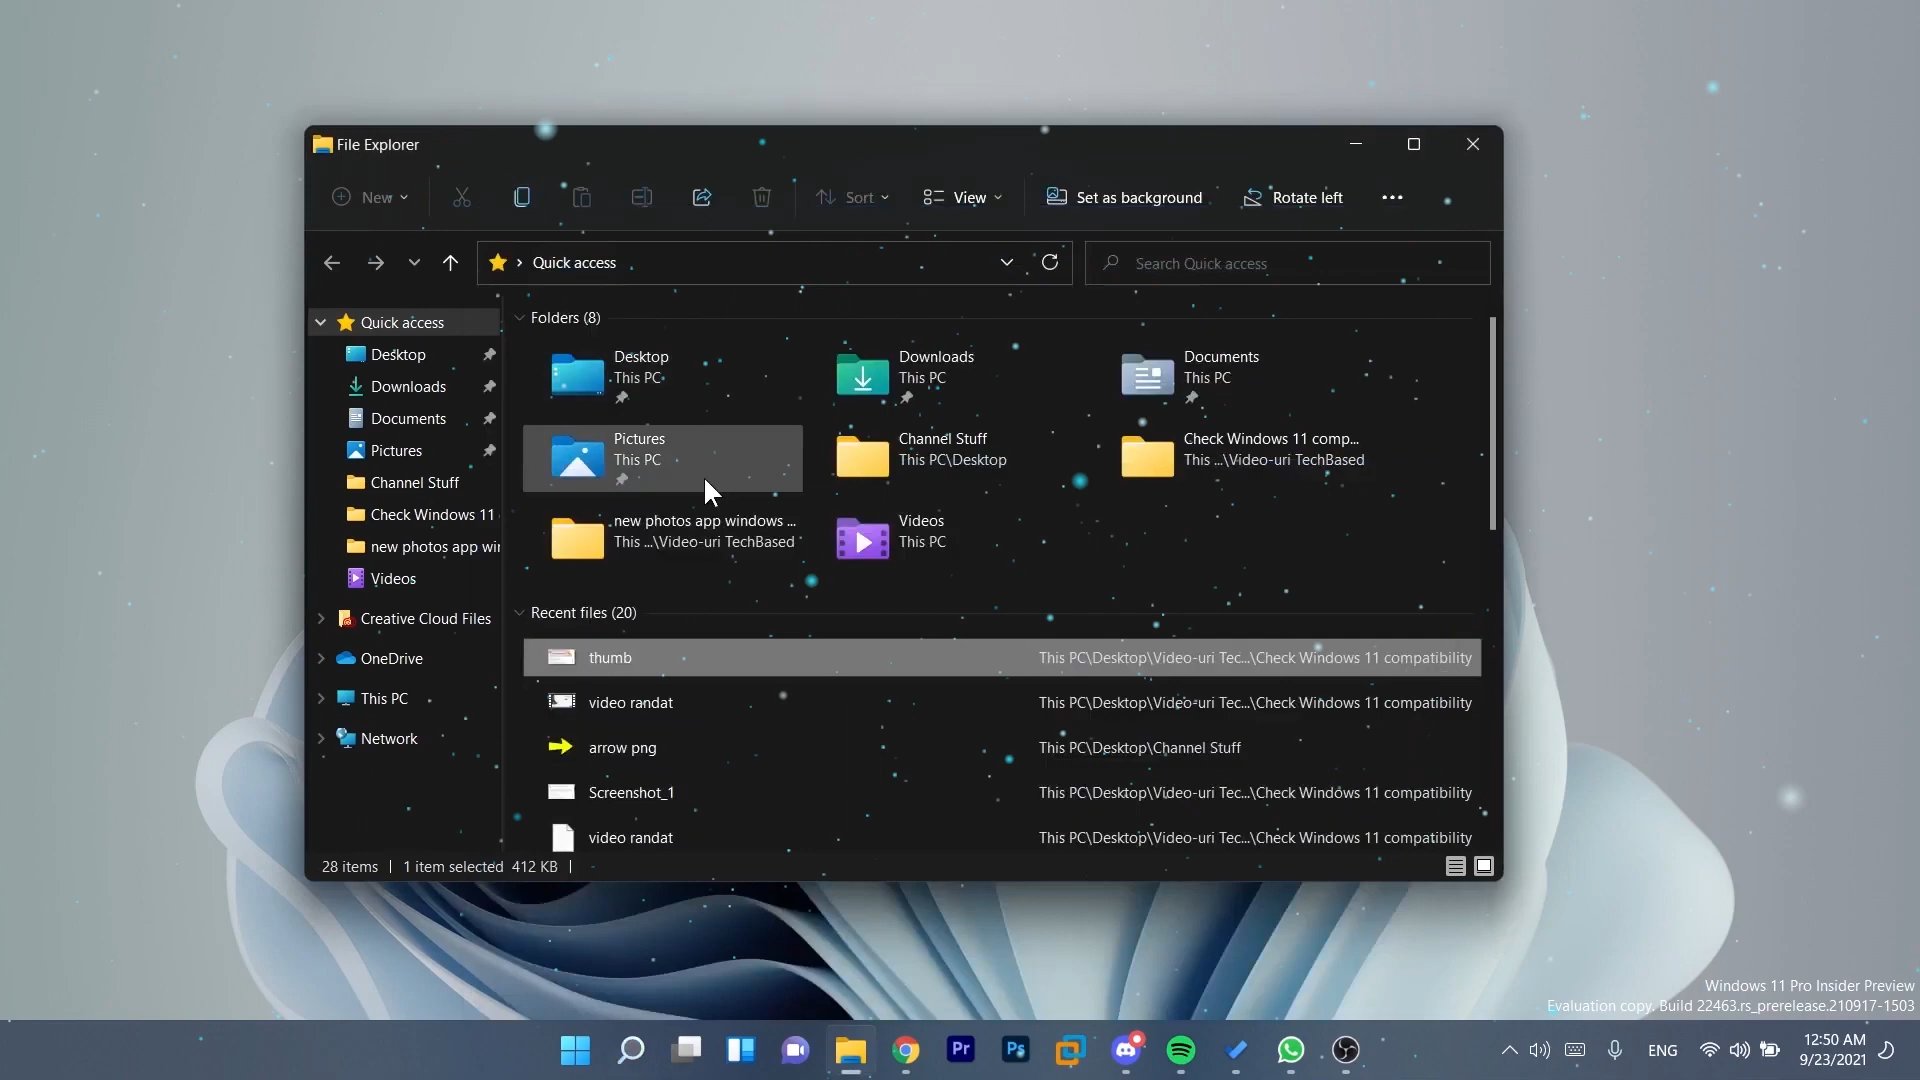 File Explorer
New
Sort
View
Set as background
Rotate left
Quick access
Search Quick access
Quick access
Desktop
Downloads
Documents
Pictures
Channel Stuff
Check Windows 11
new photos app wir
Videos
Creative Cloud Files
OneDrive
This PC
Network
Folders (8)
Desktop
This PC
Downloads
This PC
Documents
This PC
Pictures
This PC
Channel Stuff
This PC\Desktop
Check Windows 11 comp...
This ...\Video-uri TechBased
new photos app windows ...
This ...\Video-uri TechBased
Videos
This PC
Recent files (20)
thumb This PC\Desktop\Video-uri Tec...\Check Windows 11 compatibility
video randat This PC\Desktop\Video-uri Tec...\Check Windows 11 compatibility
arrow png This PC\Desktop\Channel Stuff
Screenshot_1 This PC\Desktop\Video-uri Tec...\Check Windows 11 compatibility
video randat This PC\Desktop\Video-uri Tec...\Check Windows 11 compatibility
28 items | 1 item selected 412 KB |
Windows 11 Pro Insider Preview
Evaluation copy. Build 22463.rs_prerelease.210917-1503
Pr
Ps
ENG
12:50 AM
9/23/2021